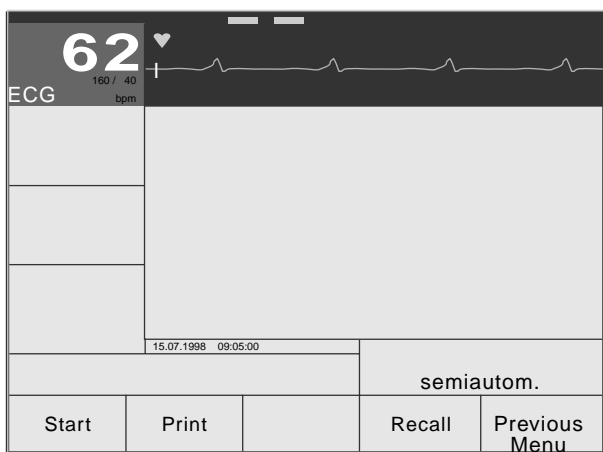 62
160 / 40
ECG bpm
15.07.1998 09:05:00
semiautom.
Start Print Recall Previous
Menu